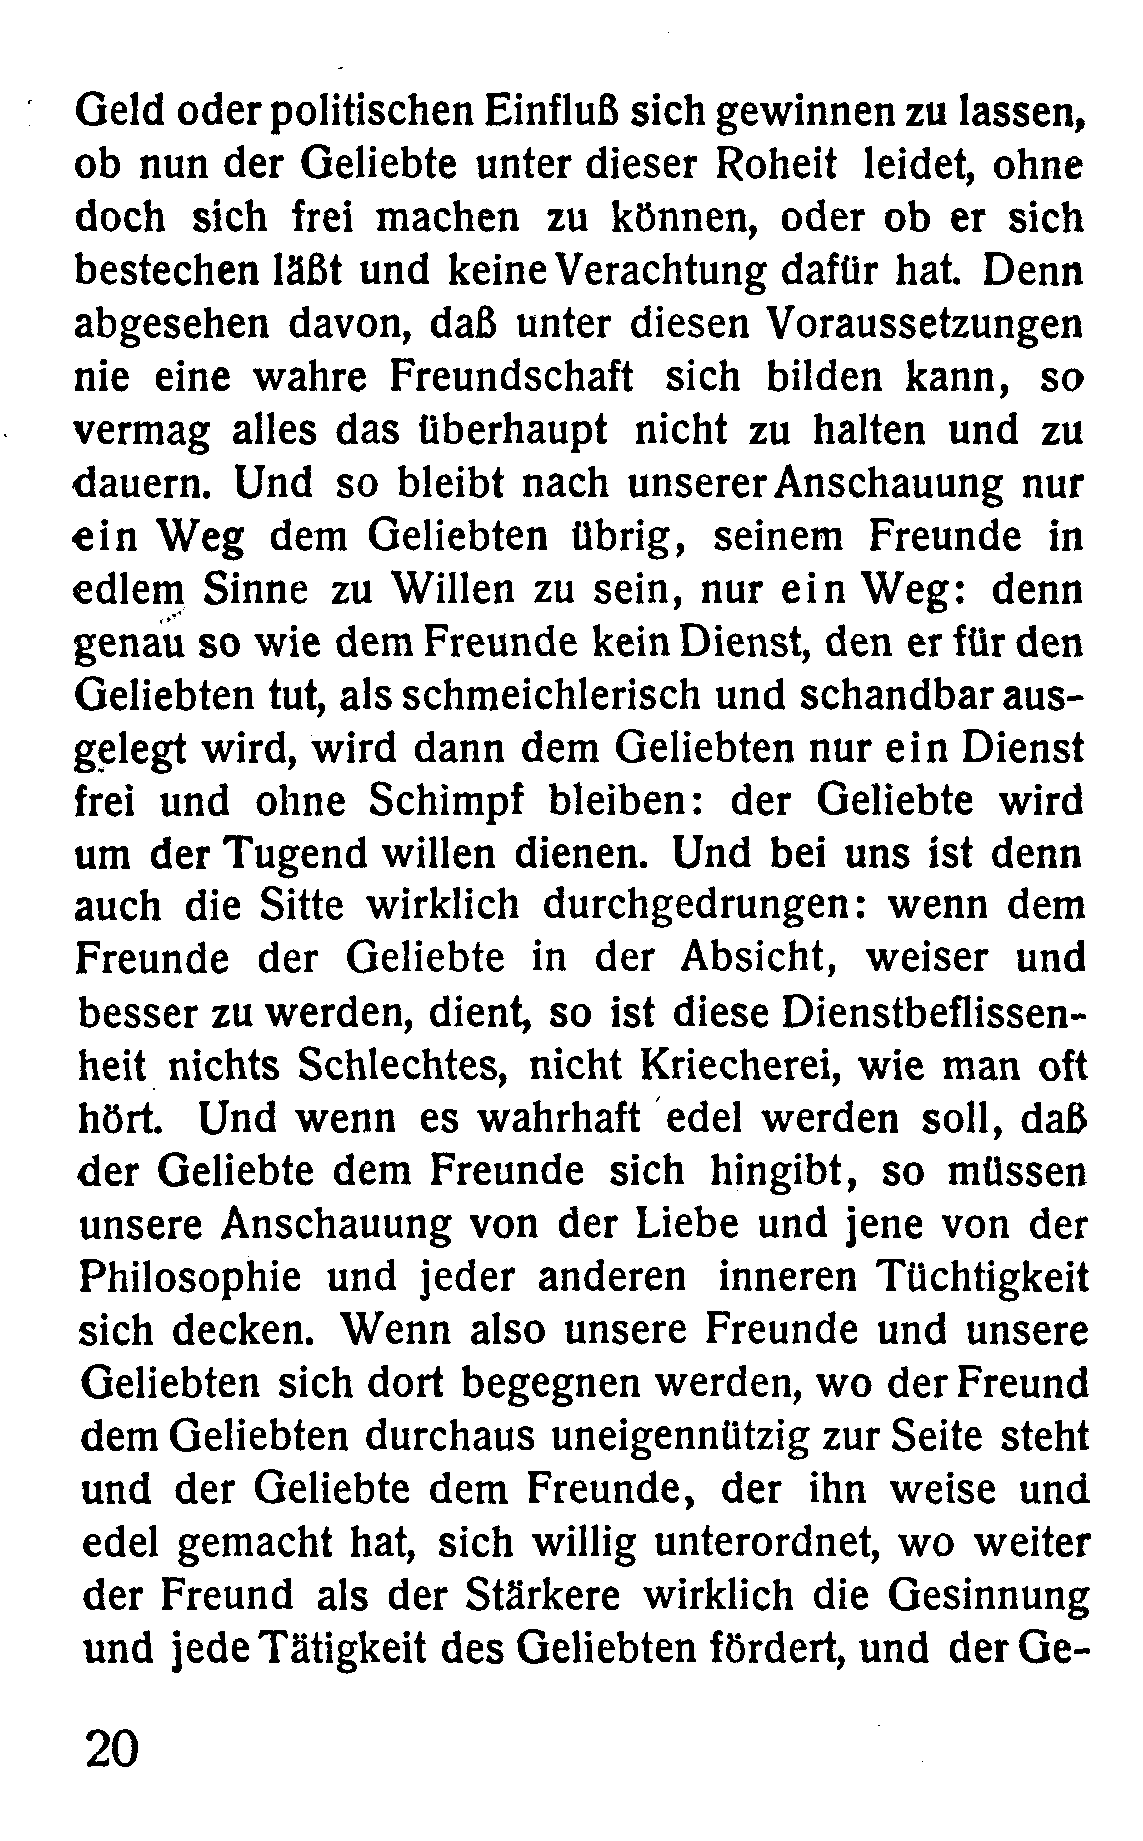 Geld oder politischen Einfluß sich gewinnen zu lassen,
ob nun der Geliebte unter dieser Roheit leidet, ohne
doch sich frei machen zu können, oder ob er sich
bestechen läßt und keine Verachtung dafür hat. Denn
abgesehen davon, daß unter diesen Voraussetzungen
nie eine wahre Freundschaft sich bilden kann, so
vermag alles das überhaupt nicht zu halten und zu
dauern. Und so bleibt nach unserer Anschauung nur
ein Weg dem Geliebten übrig, seinem Freunde in
edlem Sinne zu Willen zu sein, nur ein Weg: denn
genau so wie dem Freunde kein Dienst, den er für den
Geliebten tut, als schmeichlerisch und schandbar aus-
gelegt wird, wird dann dem Geliebten nur ein Dienst
frei und ohne Schimpf bleiben: der Geliebte wird
um der Tugend willen dienen. Und bei uns ist denn
auch die Sitte wirklich durchgedrungen: wenn dem
Freunde der Geliebte in der Absicht, weiser und
besser zu werden, dient, so ist diese Dienstbeflissen-
heit nichts Schlechtes, nicht Kriecherei, wie man oft
hört. Und wenn es wahrhaft edel werden soll, daß
der Geliebte dem Freunde sich hingibt, so müssen
unsere Anschauung von der Liebe und jene von der
Philosophie und jeder anderen inneren Tüchtigkeit
sich decken. Wenn also unsere Freunde und unsere
Geliebten sich dort begegnen werden, wo der Freund
dem Geliebten durchaus uneigennützig zur Seite steht
und der Geliebte dem Freunde, der ihn weise und
edel gemacht hat, sich willig unterordnet, wo weiter
der Freund als der Stärkere wirklich die Gesinnung
und jede Tätigkeit des Geliebten fördert, und der Ge-
20